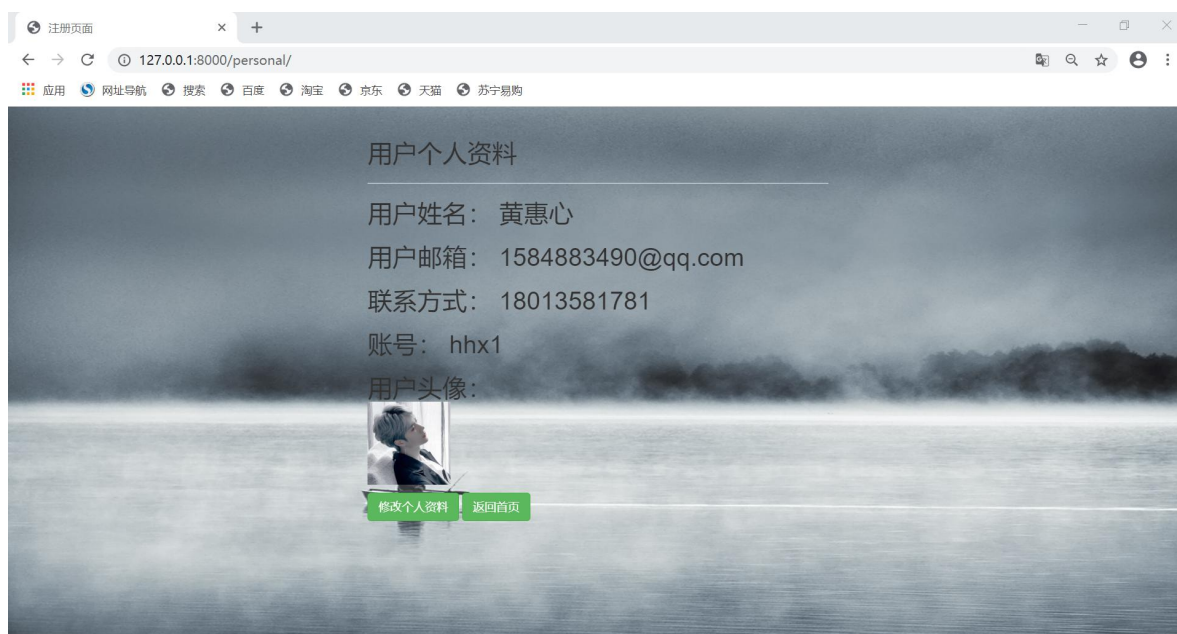 注册页面
127.0.0.1:8000/personal/
应用 网址导航 搜索 百度 淘宝 京东 天猫 苏宁易购
用户个人资料
用户姓名： 黄惠心
用户邮箱： 1584883490@qq.com
联系方式： 18013581781
账号： hhx1
用户头像：
修改个人资料 返回首页